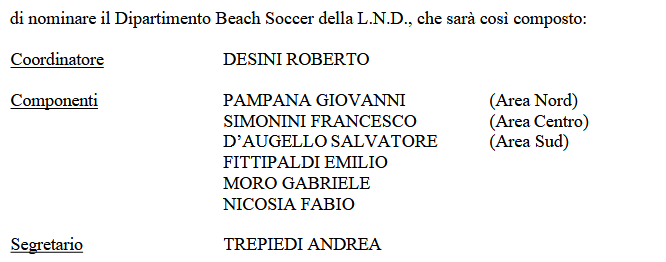 di nominare il Dipartimento Beach Soccer della L.N.D., che sarà così composto:
Coordinatore DESINI ROBERTO
Componenti PAMPANA GIOVANNI (Area Nord)
SIMONINI FRANCESCO (Area Centro)
D’AUGELLO SALVATORE (Area Sud)
FITTIPALDI EMILIO
MORO GABRIELE
NICOSIA FABIO
Segretario TREPIEDI ANDREA